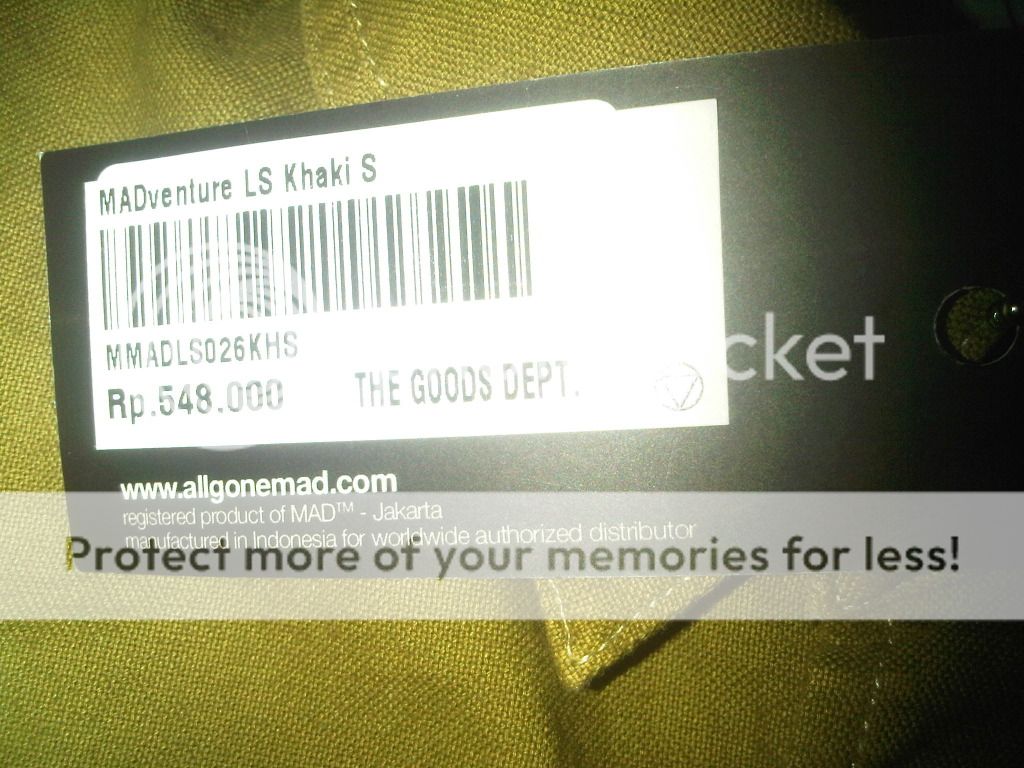 MADventure LS Khaki S
MMADLS026KHS
Rp.548.000 THE GOODS DEPT.
cket
www.allgonemad.com
registered product of MAD™ - Jakarta
manufactured in Indonesia for worldwide authorized distributor
Protect more of your memories for less!